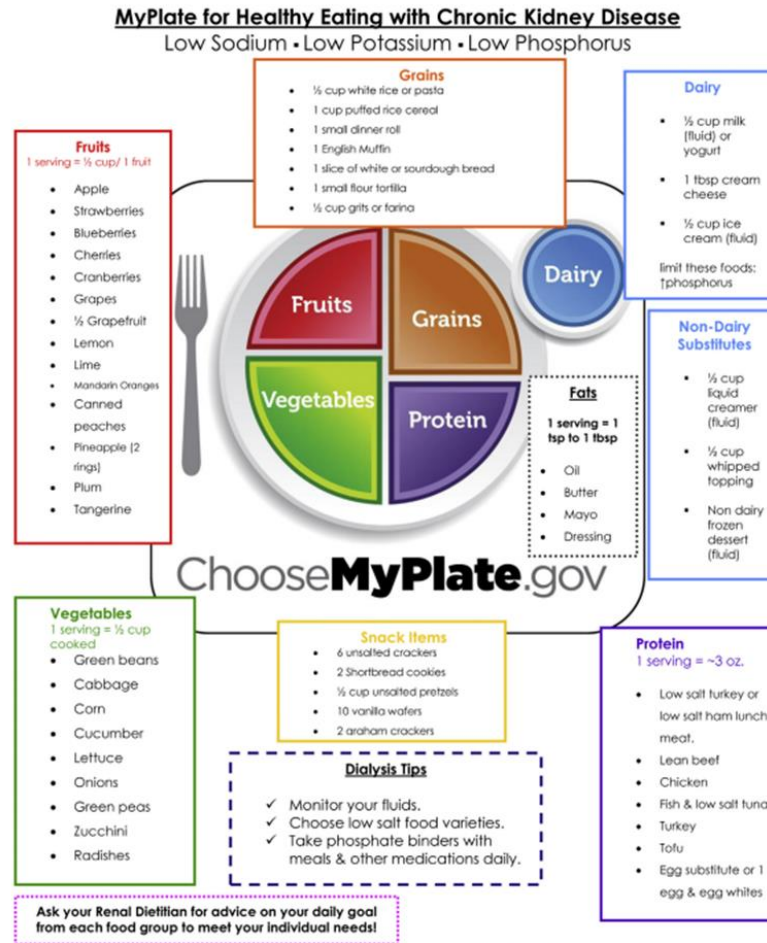 MyPlate for Healthy Eating with Chronic Kidney Disease
Low Sodium ▪ Low Potassium ▪ Low Phosphorus
Grains
• ½ cup white rice or pasta
• 1 cup puffed rice cereal
• 1 small dinner roll
• 1 English Muffin
• 1 slice of white or sourdough bread
• 1 small flour tortilla
• ½ cup grits or farina
Dairy
▪ ½ cup milk
(fluid) or
yogurt
▪ 1 tbsp cream
cheese
▪ ½ cup ice
cream (fluid)
limit these foods:
↑phosphorus
Fruits
1 serving = ½ cup/ 1 fruit
• Apple
• Strawberries
• Blueberries
• Cherries
• Cranberries
• Grapes
• ½ Grapefruit
• Lemon
• Lime
• Mandarin Oranges
• Canned
peaches
• Pineapple (2
rings)
• Plum
• Tangerine
Fruits
Grains
Dairy
Vegetables
Protein
Non-Dairy
Substitutes
▪ ½ cup
liquid
creamer
(fluid)
▪ ½ cup
whipped
topping
▪ Non dairy
frozen
dessert
(fluid)
Fats
1 serving = 1
tsp to 1 tbsp
• Oil
• Butter
• Mayo
• Dressing
ChooseMyPlate.gov
Vegetables
1 serving = ½ cup
cooked
• Green beans
• Cabbage
• Corn
• Cucumber
• Lettuce
• Onions
• Green peas
• Zucchini
• Radishes
Snack Items
• 6 unsalted crackers
• 2 Shortbread cookies
• ½ cup unsalted pretzels
• 10 vanilla wafers
• 2 graham crackers
Protein
1 serving = ~3 oz.
• Low salt turkey or
low salt ham lunch
meat.
• Lean beef
• Chicken
• Fish & low salt tuna
• Turkey
• Tofu
• Egg substitute or 1
egg & egg whites
Dialysis Tips
✓ Monitor your fluids.
✓ Choose low salt food varieties.
✓ Take phosphate binders with
meals & other medications daily.
Ask your Renal Dietitian for advice on your daily goal
from each food group to meet your individual needs!